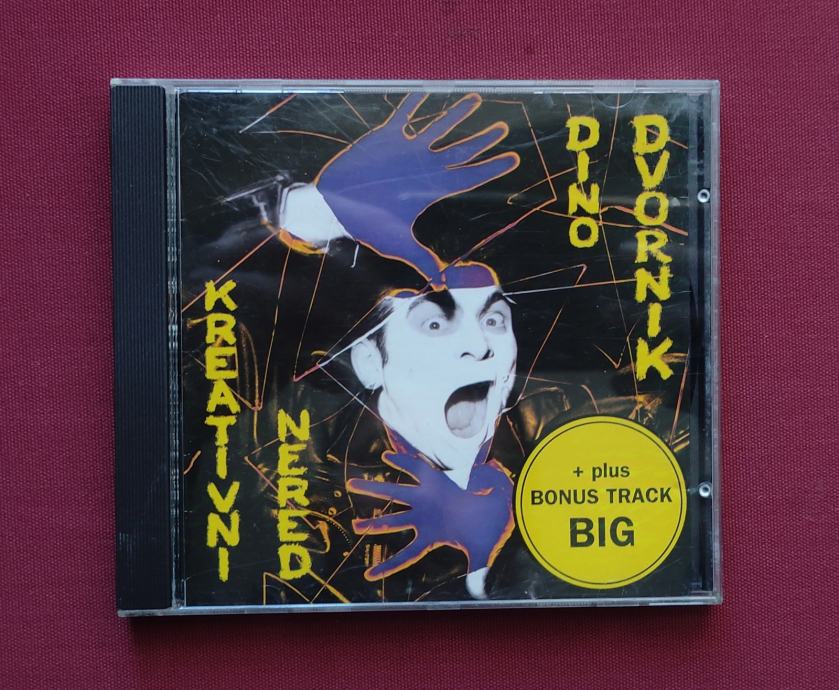 DINO
DVORNIK
KREATIVNI
NERED
+ plus
BONUS TRACK
BIG